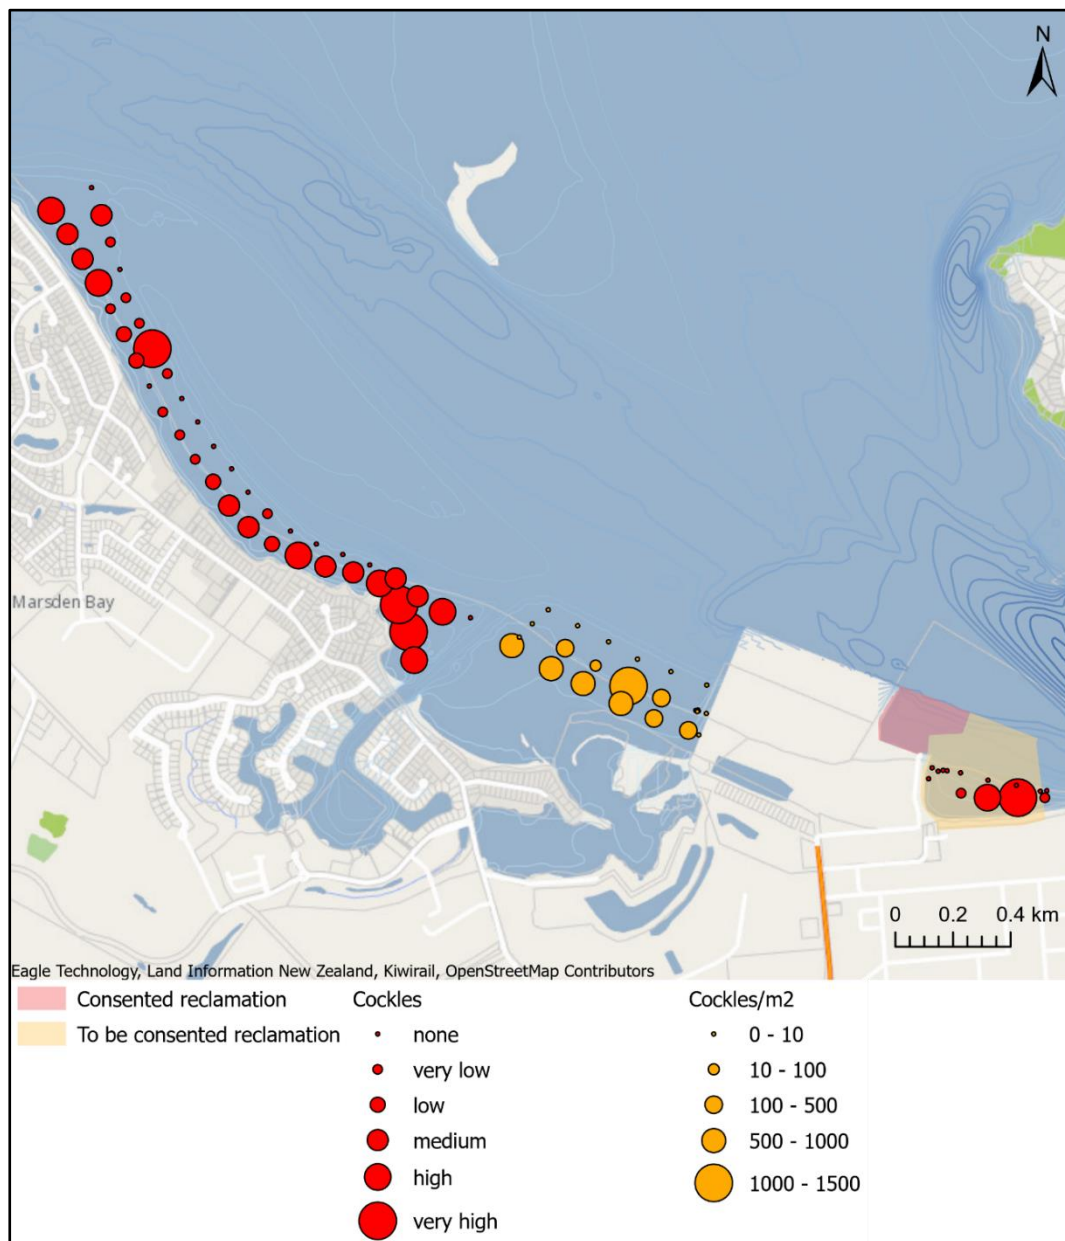 N
Marsden Bay
0 0.2 0.4 km
Eagle Technology, Land Information New Zealand, Kiwirail, OpenStreetMap Contributors
Consented reclamation
To be consented reclamation
Cockles
none
very low
low
medium
high
very high
Cockles/m2
0 - 10
10 - 100
100 - 500
500 - 1000
1000 - 1500